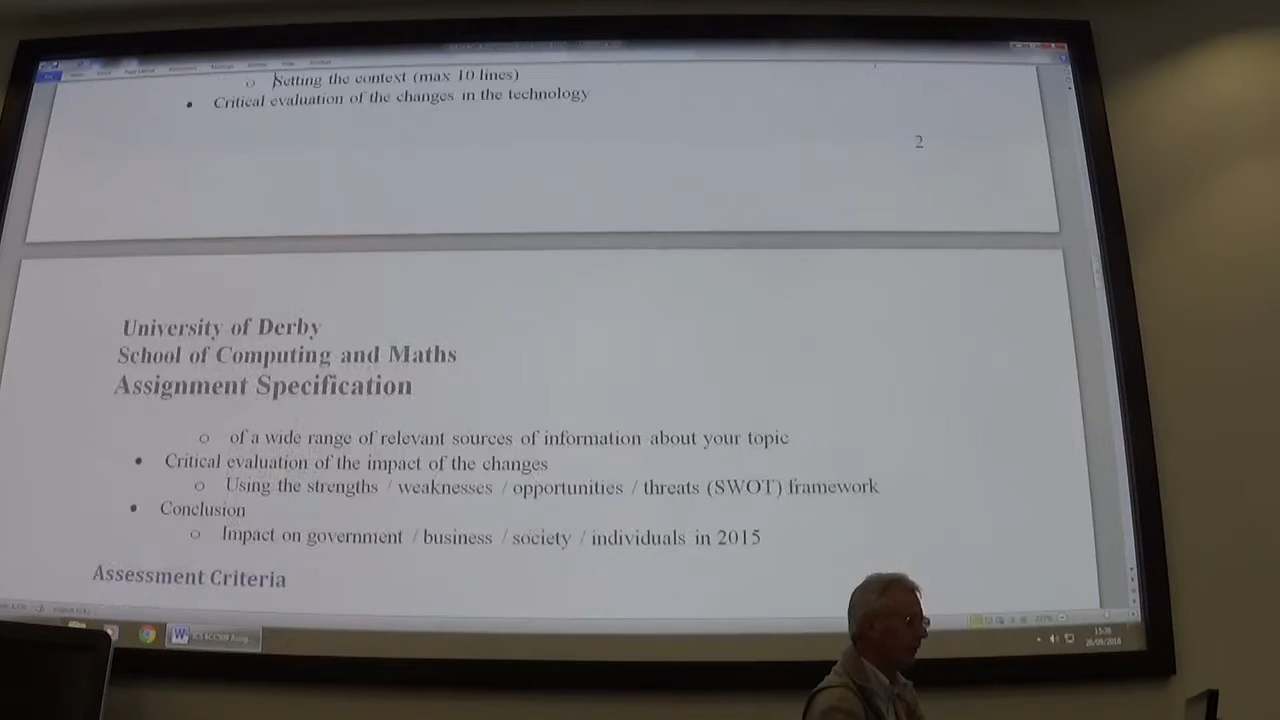 Setting the context (max 10 lines)
Critical evaluation of the changes in the technology
2
University of Derby
School of Computing and Maths
Assignment Specification
of a wide range of relevant sources of information about your topic
Critical evaluation of the impact of the changes
Using the strengths / weaknesses / opportunities / threats (SWOT) framework
Conclusion
Impact on government / business / society / individuals in 2015
Assessment Criteria
15:36